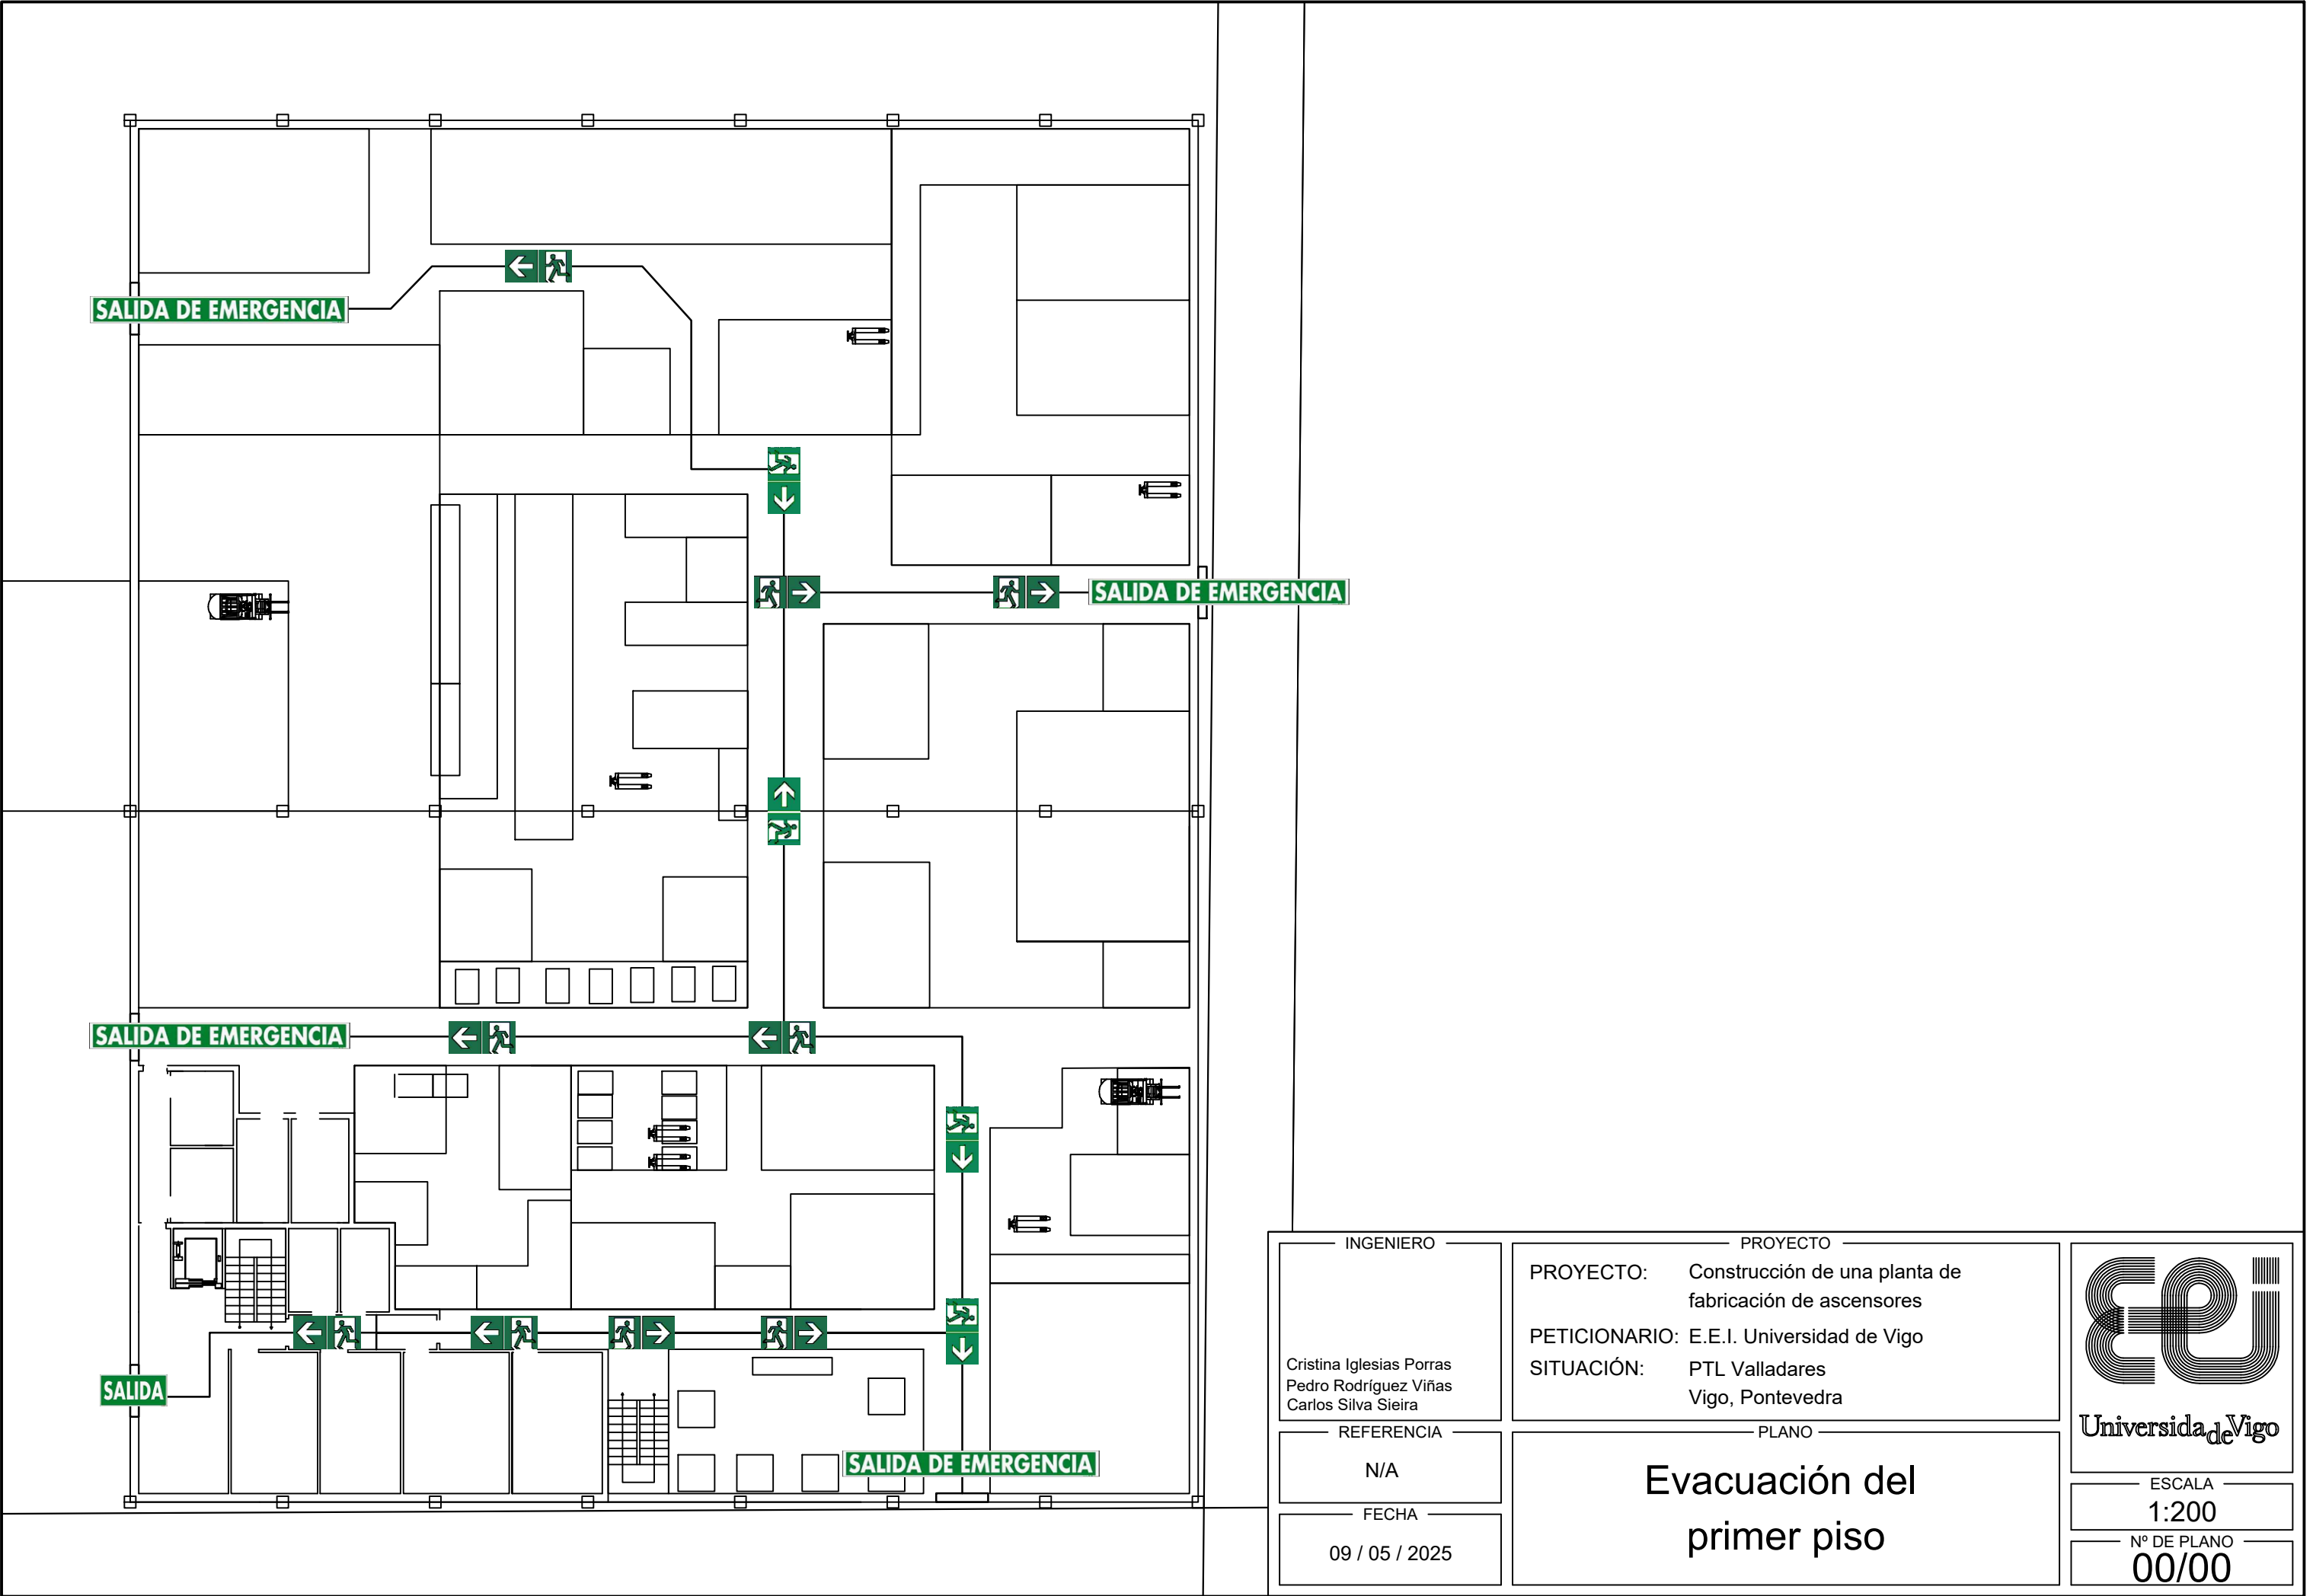 SALIDA DE EMERGENCIA
SALIDA DE EMERGENCIA
SALIDA DE EMERGENCIA
SALIDA
SALIDA DE EMERGENCIA
INGENIERO
Cristina Iglesias Porras
Pedro Rodríguez Viñas
Carlos Silva Sieira
REFERENCIA
N/A
FECHA
09 / 05 / 2025
PROYECTO
PROYECTO: Construcción de una planta de
fabricación de ascensores
PETICIONARIO: E.E.I. Universidad de Vigo
SITUACIÓN: PTL Valladares
Vigo, Pontevedra
PLANO
Evacuación del
primer piso
eei
Universidade Vigo
ESCALA
1:200
Nº DE PLANO
00/00